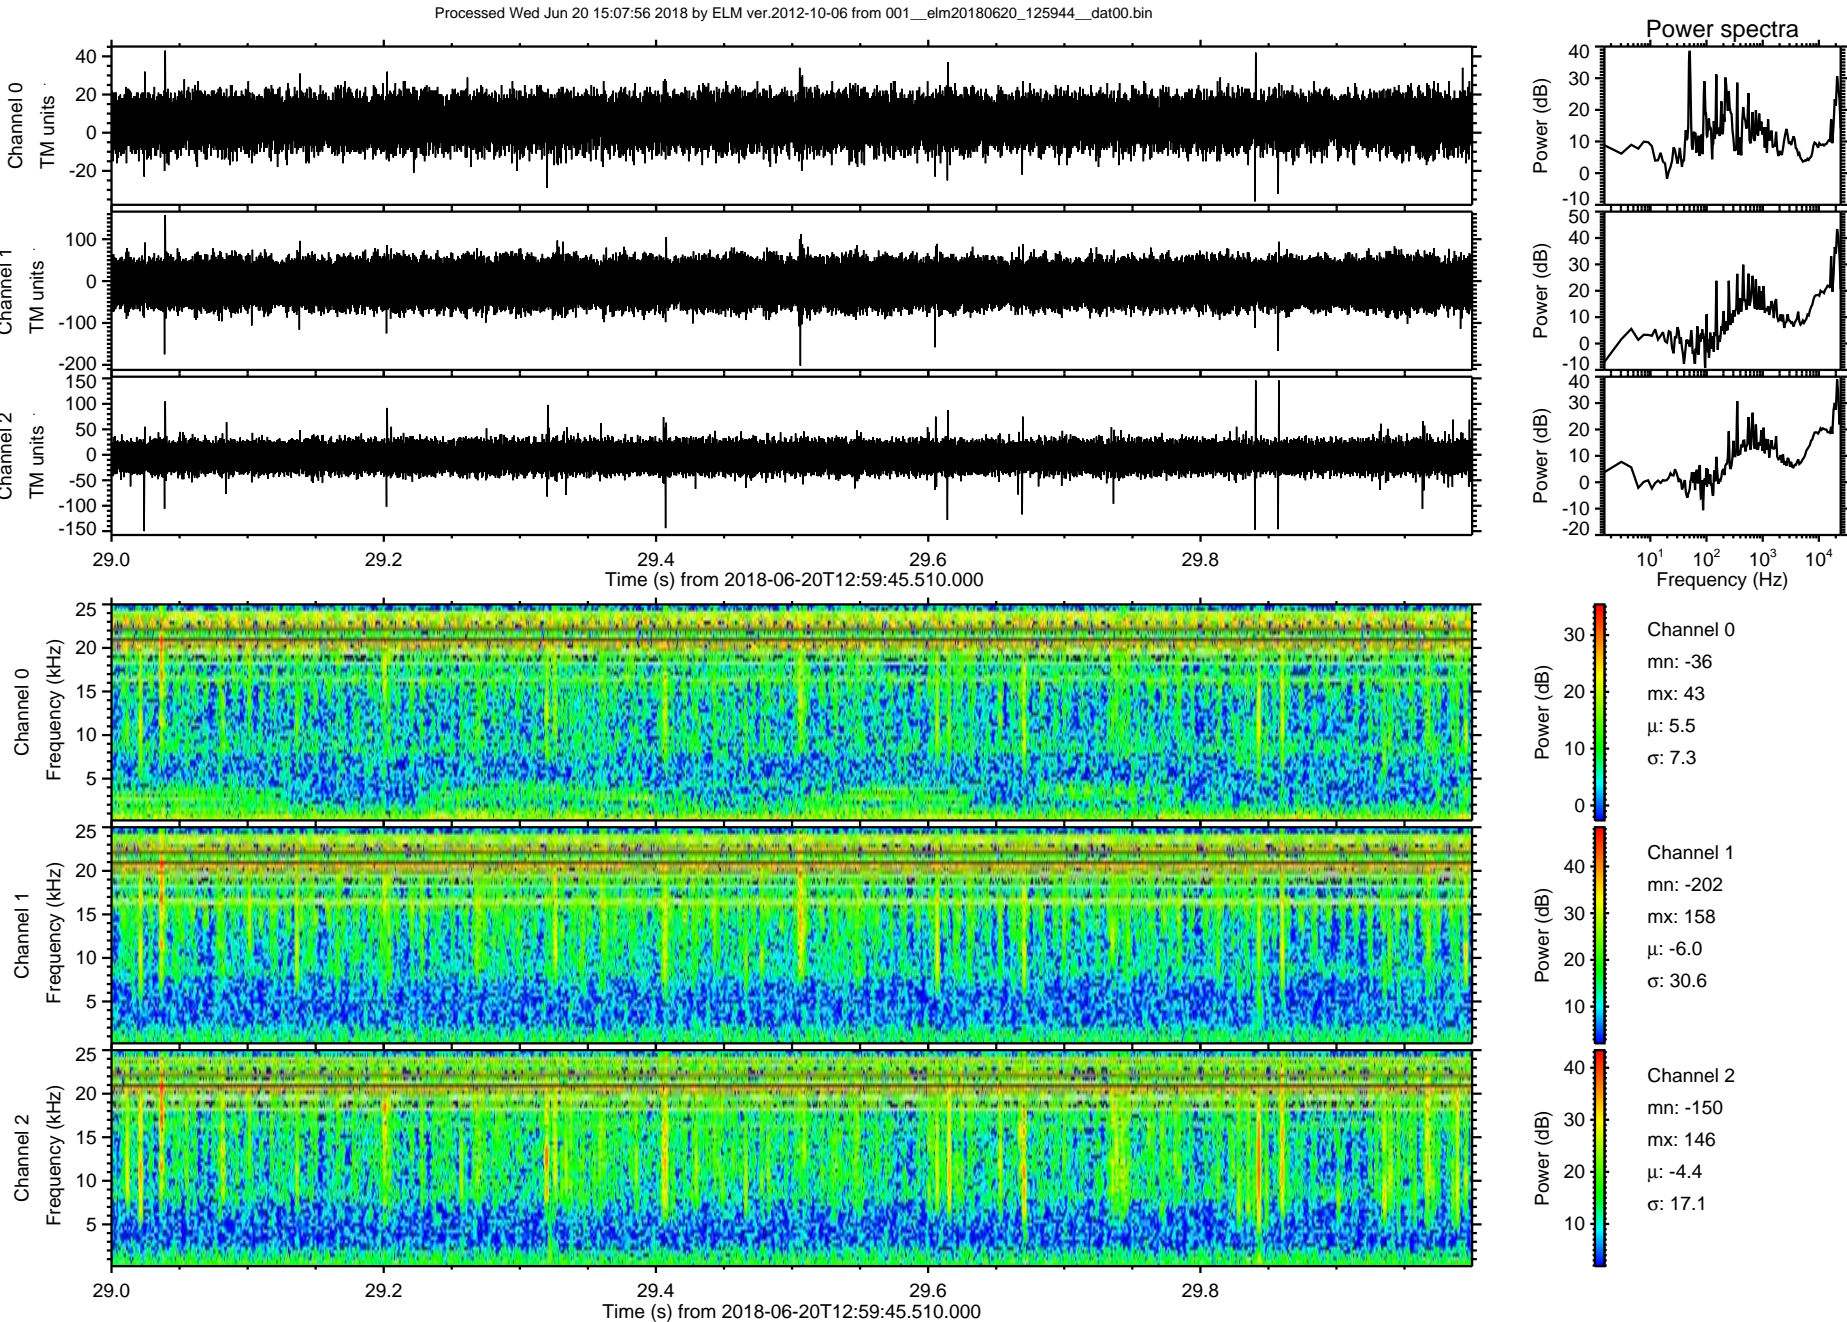 Processed Wed Jun 20 15:07:56 2018 by ELM ver.2012-10-06 from 001__elm20180620_125944__dat00.bin
Power spectra
Channel 0
TM units
40
20
0
-20
Power (dB)
40
30
20
10
0
-10
Channel 1
TM units
100
0
-100
-200
Power (dB)
50
40
30
20
10
0
-10
Channel 2
TM units
150
100
50
0
-50
-100
-150
Power (dB)
40
30
20
10
0
-10
-20
29.0 29.2 29.4 29.6 29.8
Time (s) from 2018-06-20T12:59:45.510.000
10¹ 10² 10³ 10⁴
Frequency (Hz)
Channel 0
Frequency (kHz)
25
20
15
10
5
Power (dB)
30
20
10
0
Channel 0
mn: -36
mx: 43
μ: 5.5
σ: 7.3
Channel 1
Frequency (kHz)
25
20
15
10
5
Power (dB)
40
30
20
10
Channel 1
mn: -202
mx: 158
μ: -6.0
σ: 30.6
Channel 2
Frequency (kHz)
25
20
15
10
5
Power (dB)
40
30
20
10
Channel 2
mn: -150
mx: 146
μ: -4.4
σ: 17.1
29.0 29.2 29.4 29.6 29.8
Time (s) from 2018-06-20T12:59:45.510.000